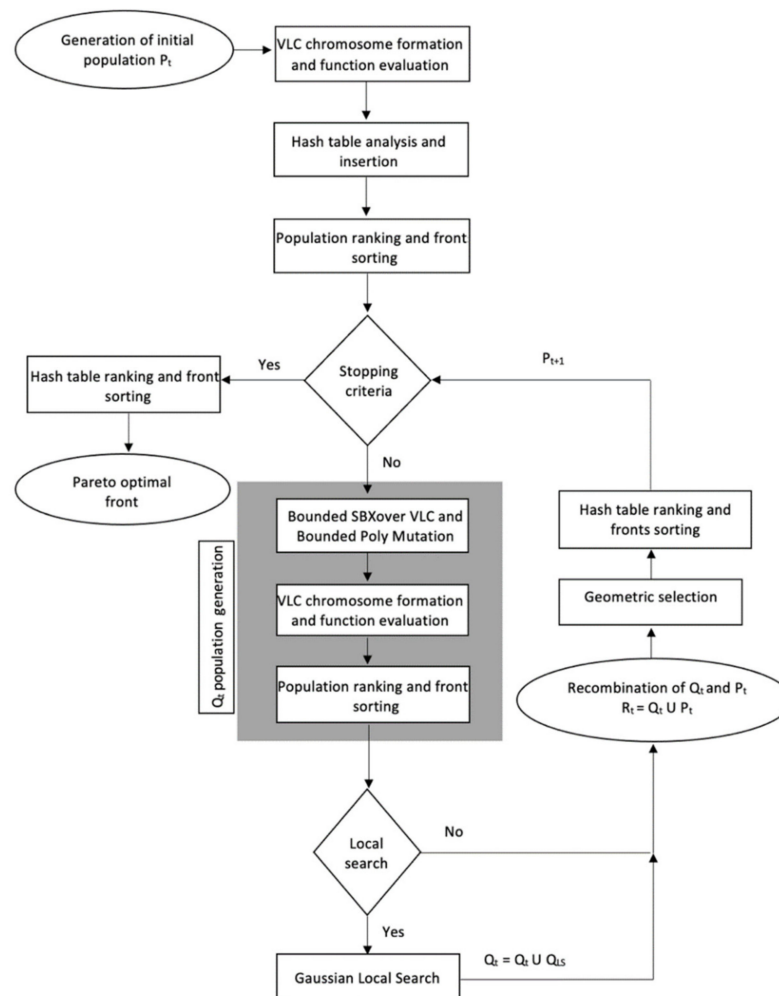 Generation of initial
population Pt
VLC chromosome formation
and function evaluation
Hash table analysis and
insertion
Population ranking and front
sorting
Stopping
criteria
Yes
Hash table ranking and front
sorting
Pareto optimal
front
No
Pt+1
Q_t population generation
Bounded SBXover VLC and
Bounded Poly Mutation
VLC chromosome formation
and function evaluation
Population ranking and front
sorting
Hash table ranking and
fronts sorting
Geometric selection
Recombination of Qt and Pt
Rt = Qt U Pt
Local
search
No
Yes
Gaussian Local Search
Qt = Qt U QLS